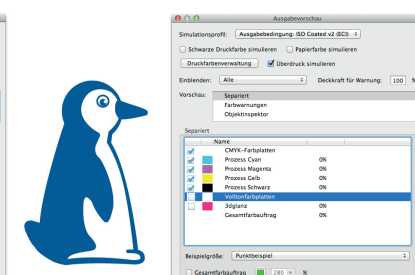 Ausgabevorschau
Simulationsprofil: Ausgabebedingung: ISO Coated v2 (ECI)
Schwarze Druckfarbe simulieren Papierfarbe simulieren
Druckfarbenverwaltung Überdruck simulieren
Einblenden: Alle Deckkraft für Warnung: 100 %
Vorschau: Separiert
Farbwarnungen
Objektinspektor
Separiert
Name
CMYK-Farbplatten
Prozess Cyan 0%
Prozess Magenta 0%
Prozess Gelb 0%
Prozess Schwarz 0%
Volltonfarbplatten
3dglanz 0%
Gesamtfarbauftrag 0%
Beispielgröße: Punktbeispiel
Gesamtfarbauftrag 280 %